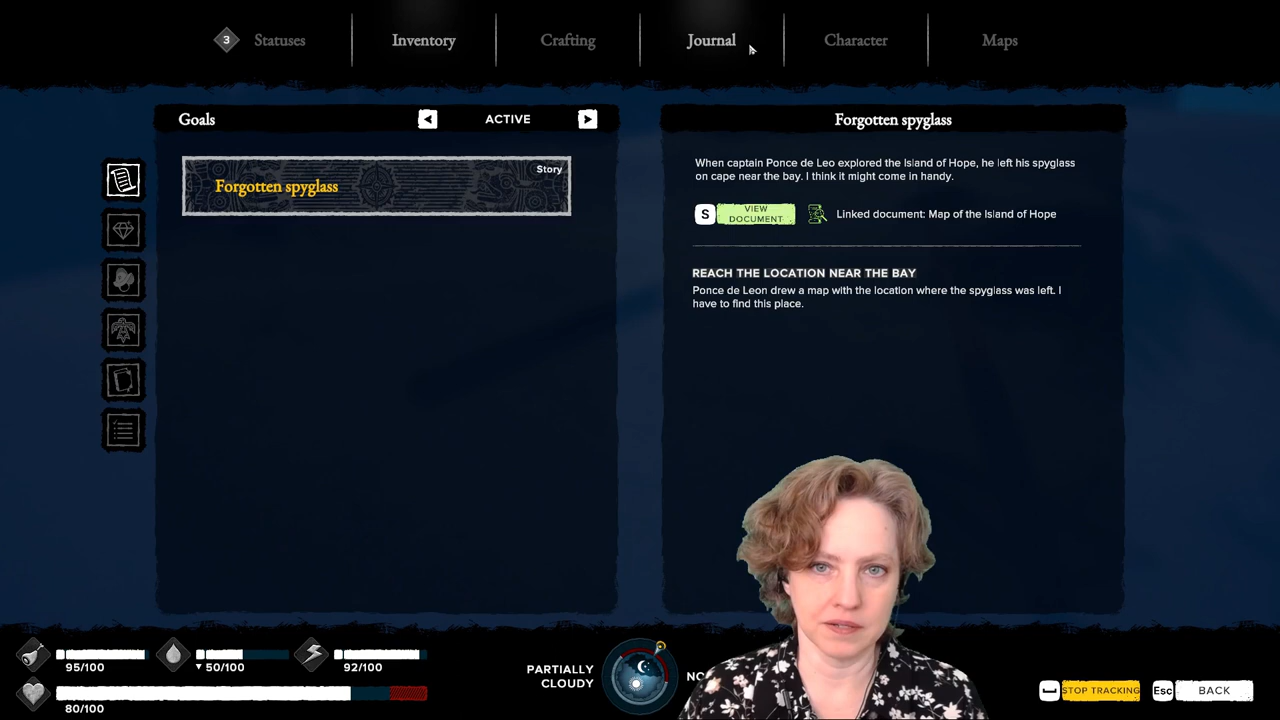 3 Statuses Inventory Crafting Journal Character Maps
Goals ACTIVE
Story
Forgotten spyglass
Forgotten spyglass
When captain Ponce de Leo explored the Island of Hope, he left his spyglass
on cape near the bay. I think it might come in handy.
S VIEW
DOCUMENT
Linked document: Map of the Island of Hope
REACH THE LOCATION NEAR THE BAY
Ponce de Leon drew a map with the location where the spyglass was left. I
have to find this place.
95/100 50/100 92/100
80/100
PARTIALLY
CLOUDY
STOP TRACKING Esc BACK